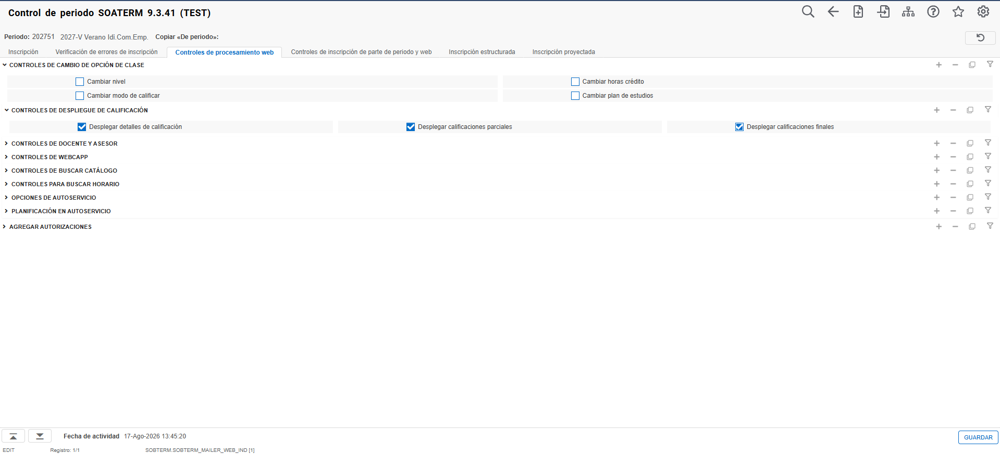 Control de periodo SOATERM 9.3.41 (TEST)
Periodo: 202751 2027-V Verano Idi.Com.Emp. Copiar «De periodo»:
Inscripción Verificación de errores de inscripción Controles de procesamiento web Controles de inscripción de parte de periodo y web Inscripción estructurada Inscripción proyectada
CONTROLES DE CAMBIO DE OPCIÓN DE CLASE
Cambiar nivel Cambiar horas crédito
Cambiar modo de calificar Cambiar plan de estudios
CONTROLES DE DESPLIEGUE DE CALIFICACIÓN
Desplegar detalles de calificación Desplegar calificaciones parciales Desplegar calificaciones finales
CONTROLES DE DOCENTE Y ASESOR
CONTROLES DE WEBCAPP
CONTROLES DE BUSCAR CATÁLOGO
CONTROLES PARA BUSCAR HORARIO
OPCIONES DE AUTOSERVICIO
PLANIFICACIÓN EN AUTOSERVICIO
AGREGAR AUTORIZACIONES
Fecha de actividad 17-Ago-2026 13:45:20
GUARDAR
EDIT Registro: 1/1 SOBTERM.SOBTERM_MAILER_WEB_IND [1]